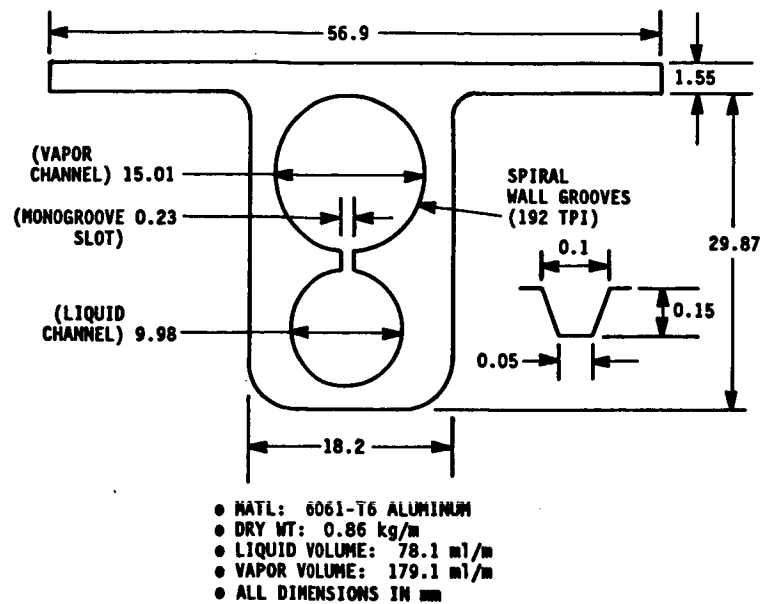 56.9
1.55
(VAPOR
CHANNEL) 15.01
SPIRAL
WALL GROOVES
(192 TPI)
(MONOGROOVE 0.23
SLOT)
0.1
29.87
(LIQUID
CHANNEL) 9.98
0.15
0.05
18.2
● MATL: 6061-T6 ALUMINUM
● DRY WT: 0.86 kg/m
● LIQUID VOLUME: 78.1 ml/m
● VAPOR VOLUME: 179.1 ml/m
● ALL DIMENSIONS IN mm